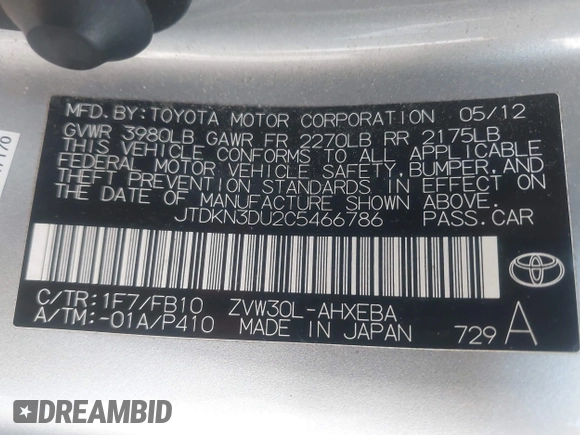 MFD.BY:TOYOTA MOTOR CORPORATION 05/12
GVWR 3980LB GAWR FR 2270LB RR 2175LB
THIS VEHICLE CONFORMS TO ALL APPLICABLE
FEDERAL MOTOR VEHICLE SAFETY,BUMPER,AND
THEFT PREVENTION STANDARDS IN EFFECT ON
THE DATE OF MANUFACTURE SHOWN ABOVE.
JTDKN3DU2C5466786 PASS.CAR
C/TR:1F7/FB10 ZVW30L-AHXEBA
A/TM:-01A/P410 MADE IN JAPAN 729 A
DREAMBID